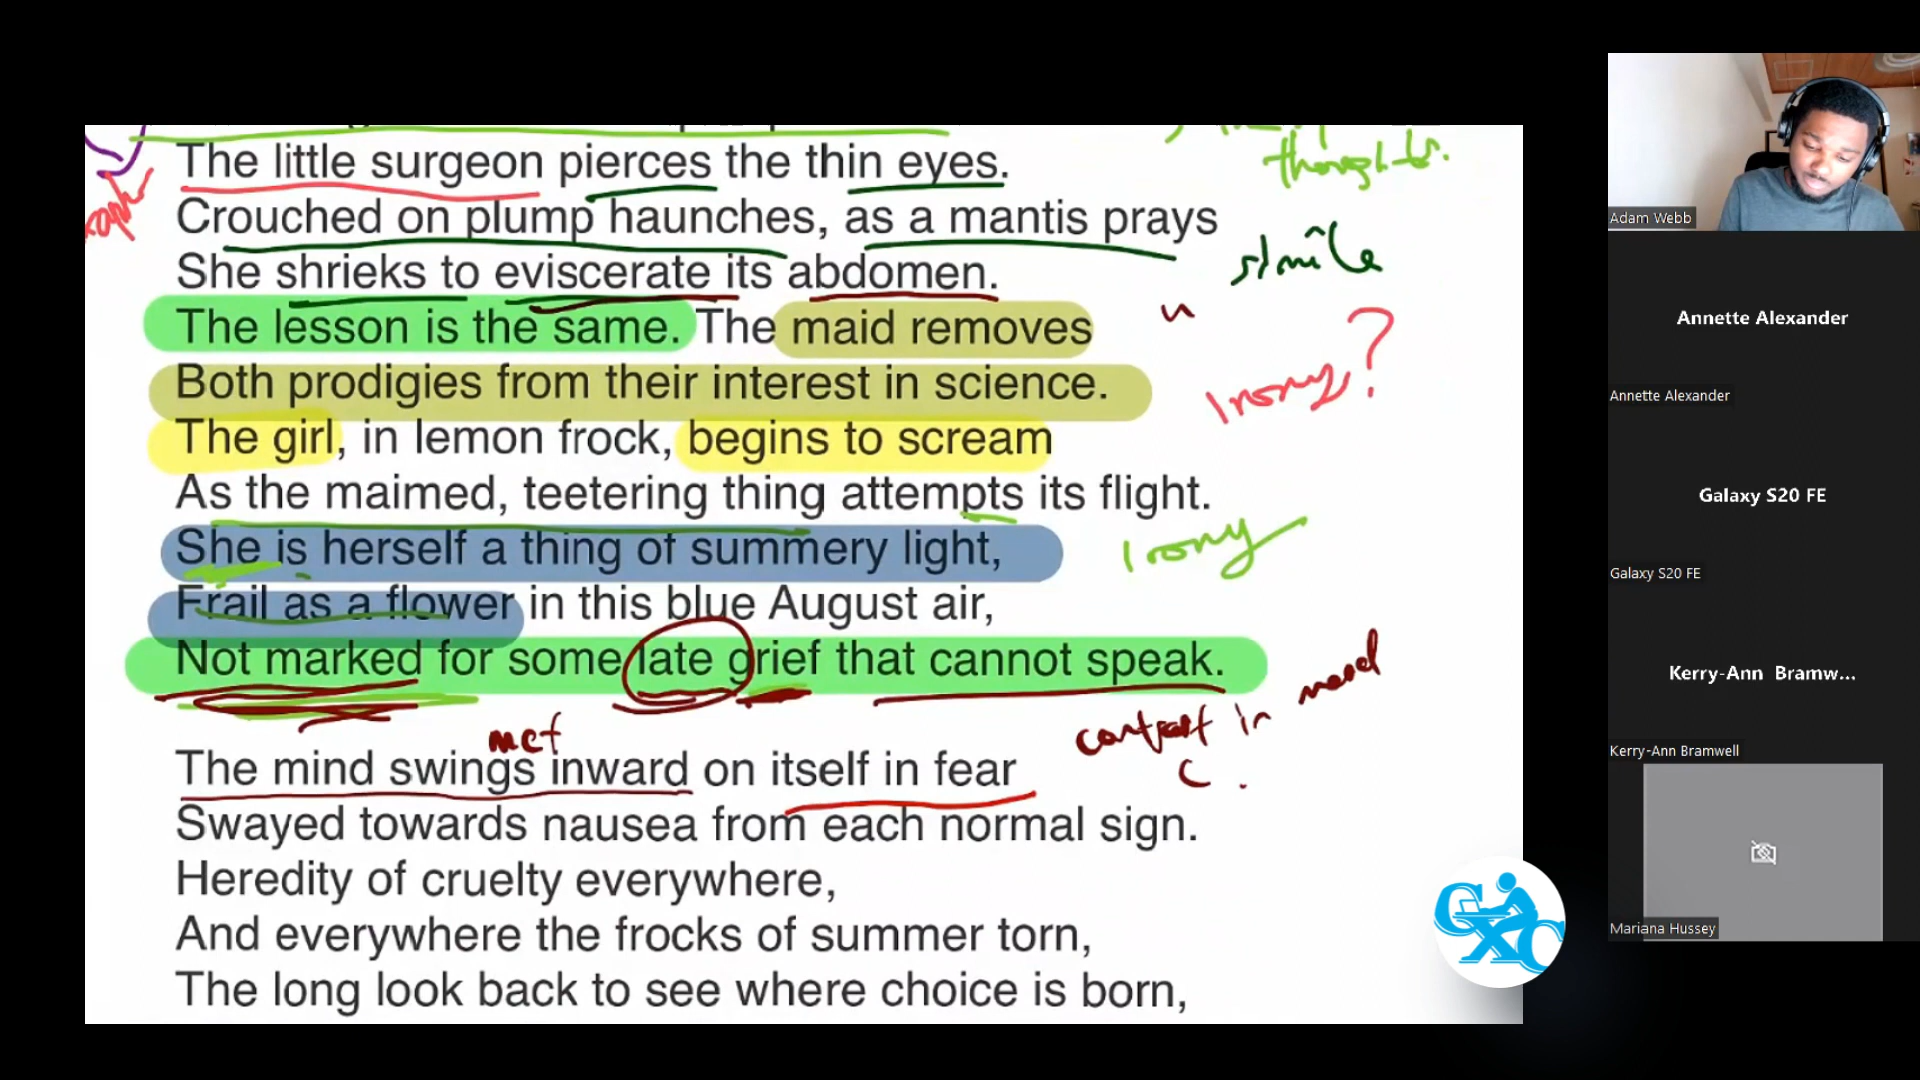 thoughts.
The little surgeon pierces the thin eyes.
Crouched on plump haunches, as a mantis prays
simile
She shrieks to eviscerate its abdomen.
The lesson is the same. The maid removes
Irony?
Both prodigies from their interest in science.
The girl, in lemon frock, begins to scream
As the maimed, teetering thing attempts its flight.
She is herself a thing of summery light,
Irony
Frail as a flower in this blue August air,
Not marked for some late grief that cannot speak.
contrast in mood
met
The mind swings inward on itself in fear
Swayed towards nausea from each normal sign.
Heredity of cruelty everywhere,
And everywhere the frocks of summer torn,
The long look back to see where choice is born,
CXC
Adam Webb
Annette Alexander
Annette Alexander
Galaxy S20 FE
Galaxy S20 FE
Kerry-Ann Bramw...
Kerry-Ann Bramwell
Mariana Hussey